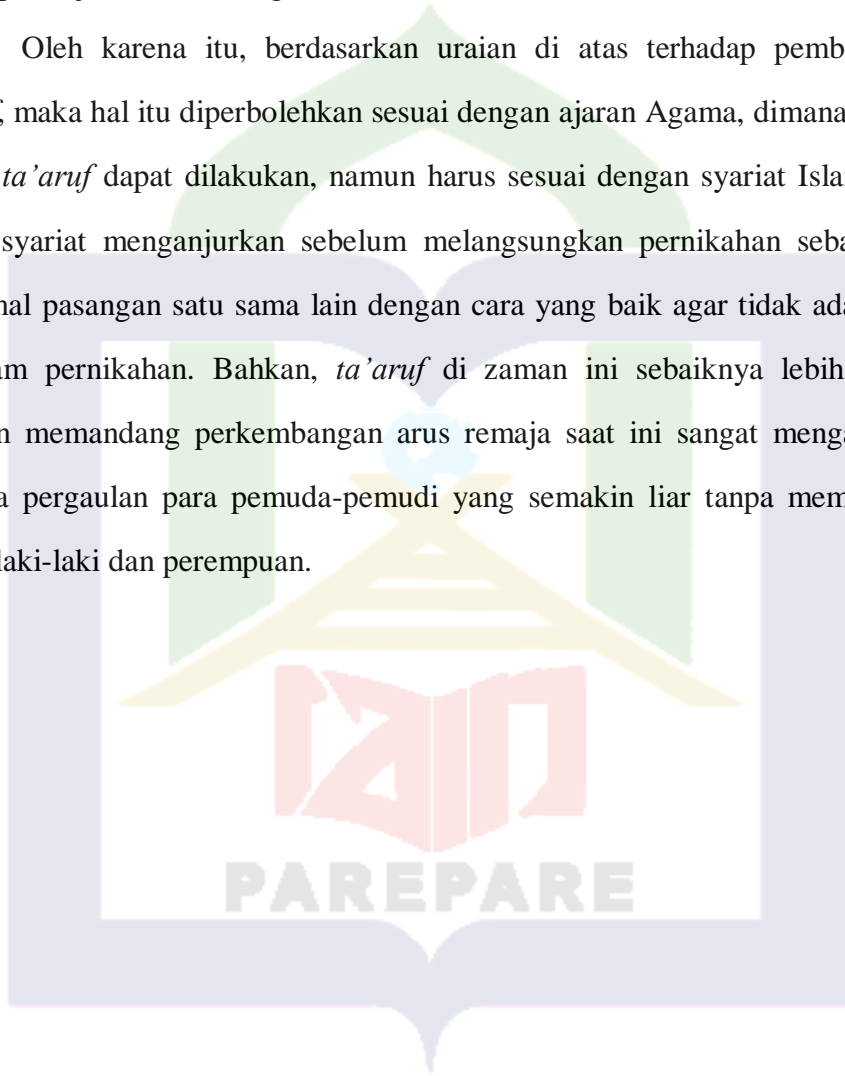 Oleh karena itu, berdasarkan uraian di atas terhadap pemb
, maka hal itu diperbolehkan sesuai dengan ajaran Agama, dimana
ta’aruf dapat dilakukan, namun harus sesuai dengan syariat Isla
syariat menganjurkan sebelum melangsungkan pernikahan seba
nal pasangan satu sama lain dengan cara yang baik agar tidak ada
am pernikahan. Bahkan, ta’aruf di zaman ini sebaiknya lebih
n memandang perkembangan arus remaja saat ini sangat menga
a pergaulan para pemuda-pemudi yang semakin liar tanpa mem
laki-laki dan perempuan.
iain
PAREPARE